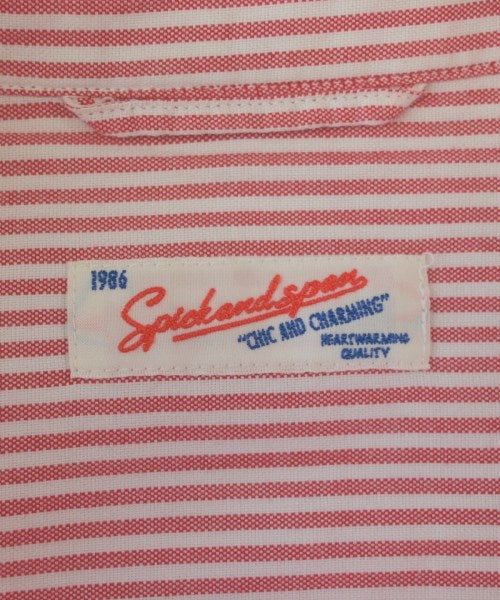 1986
Spickandspan
"CHIC AND CHARMING"
HEARTWARMING
QUALITY